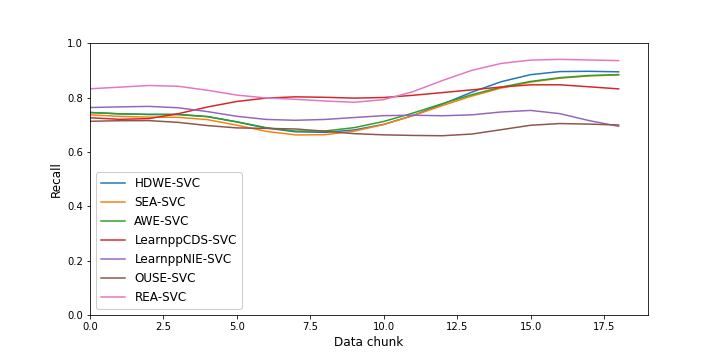 1.0
0.8
0.6
0.4
0.2
0.0
Recall
HDWE-SVC
SEA-SVC
AWE-SVC
LearnppCDS-SVC
LearnppNIE-SVC
OUSE-SVC
REA-SVC
0.0 2.5 5.0 7.5 10.0 12.5 15.0 17.5
Data chunk